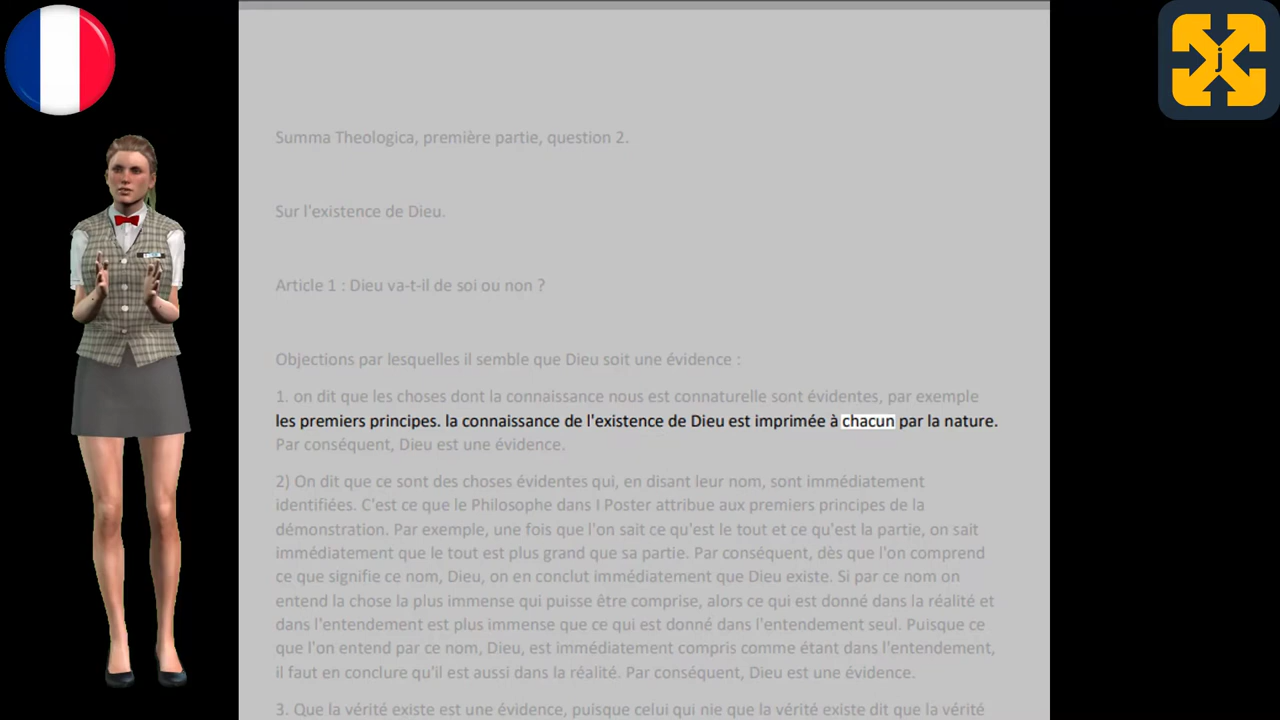 j
Summa Theologica, première partie, question 2.
Sur l'existence de Dieu.
Article 1 : Dieu va-t-il de soi ou non ?
Objections par lesquelles il semble que Dieu soit une évidence :
1. on dit que les choses dont la connaissance nous est connaturelle sont évidentes, par exemple
les premiers principes. la connaissance de l'existence de Dieu est imprimée à chacun par la nature.
Par conséquent, Dieu est une évidence.
2) On dit que ce sont des choses évidentes qui, en disant leur nom, sont immédiatement
identifiées. C'est ce que le Philosophe dans I Poster attribue aux premiers principes de la
démonstration. Par exemple, une fois que l'on sait ce qu'est le tout et ce qu'est la partie, on sait
immédiatement que le tout est plus grand que sa partie. Par conséquent, dès que l'on comprend
ce que signifie ce nom, Dieu, on en conclut immédiatement que Dieu existe. Si par ce nom on
entend la chose la plus immense qui puisse être comprise, alors ce qui est donné dans la réalité et
dans l'entendement est plus immense que ce qui est donné dans l'entendement seul. Puisque ce
que l'on entend par ce nom, Dieu, est immédiatement compris comme étant dans l'entendement,
il faut en conclure qu'il est aussi dans la réalité. Par conséquent, Dieu est une évidence.
3. Que la vérité existe est une évidence, puisque celui qui nie que la vérité existe dit que la vérité